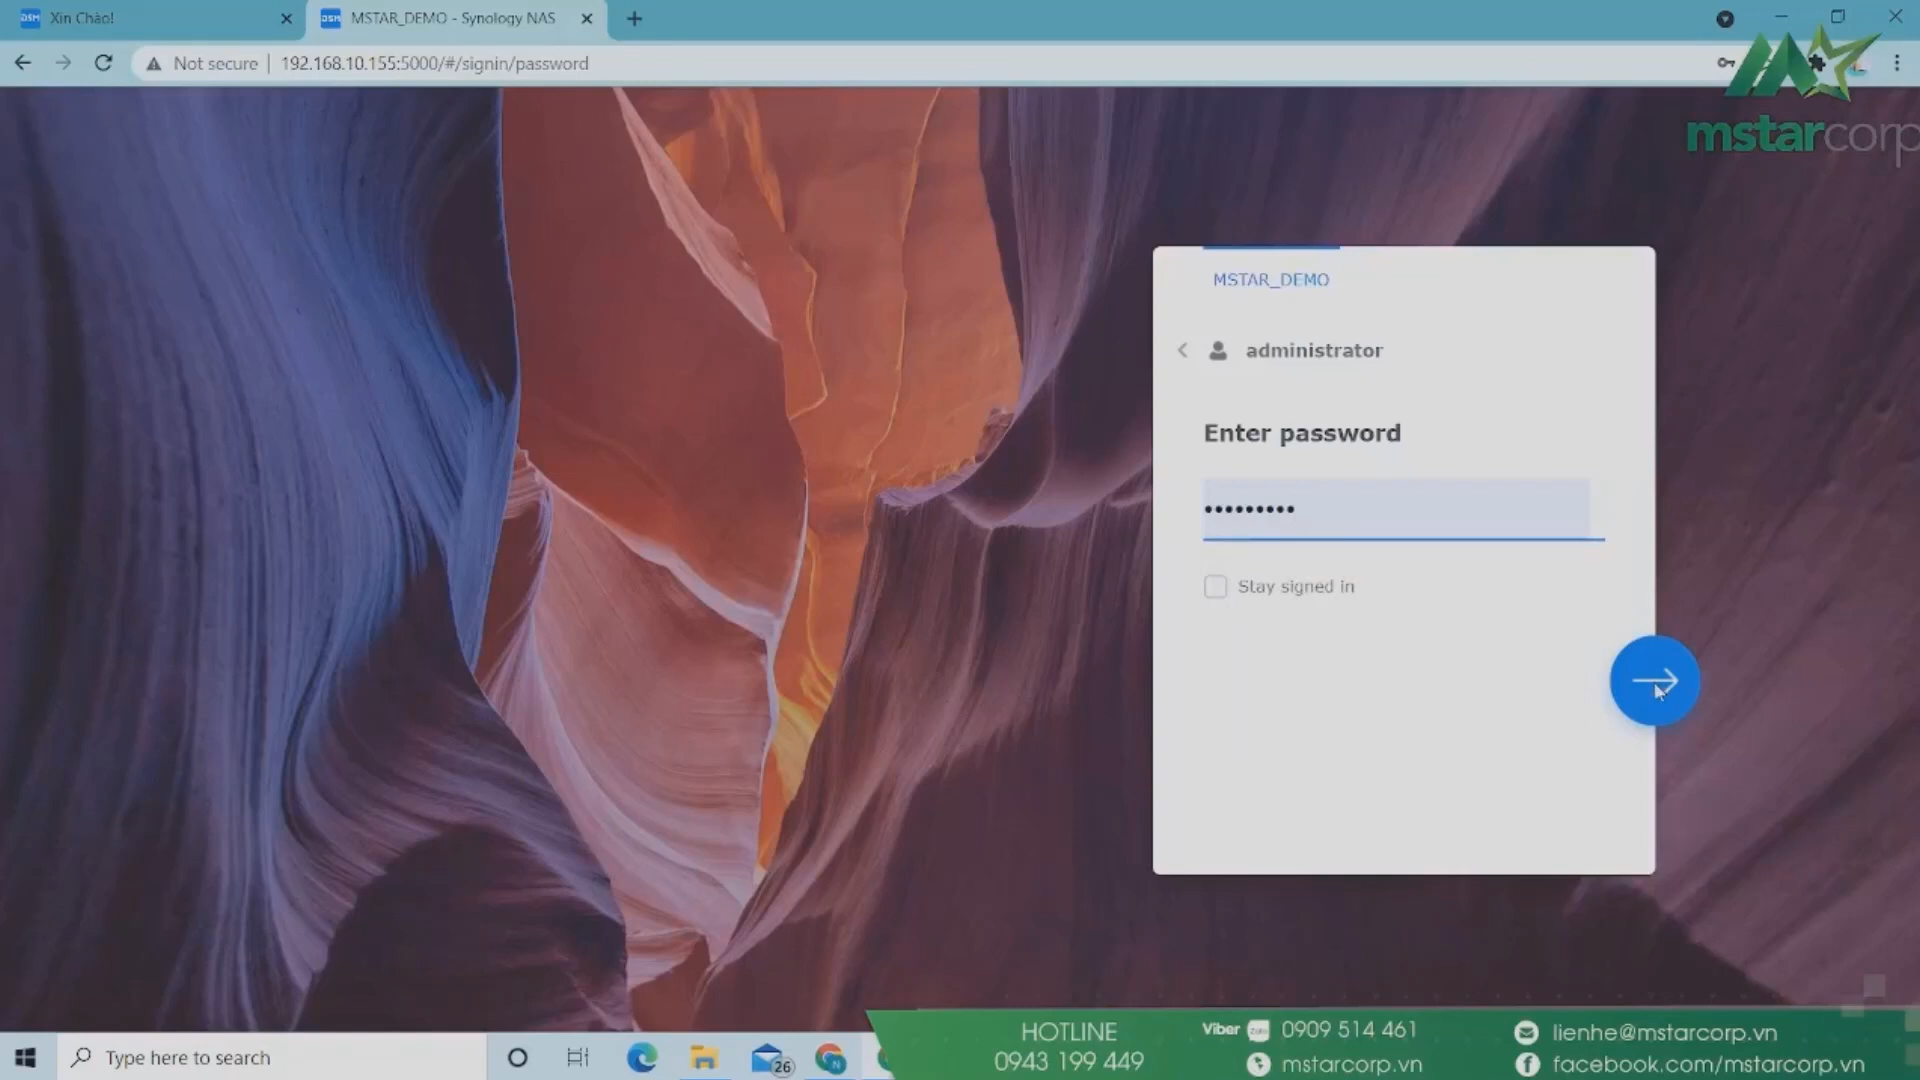 Xin Chào!
MSTAR_DEMO - Synology NAS
Not secure | 192.168.10.155:5000/#/signin/password
mstarcorp
MSTAR_DEMO
administrator
Enter password
•••••••••
Stay signed in
Type here to search
26
HOTLINE
0943 199 449
Viber Zalo 0909 514 461
mstarcorp.vn
lienhe@mstarcorp.vn
facebook.com/mstarcorp.vn